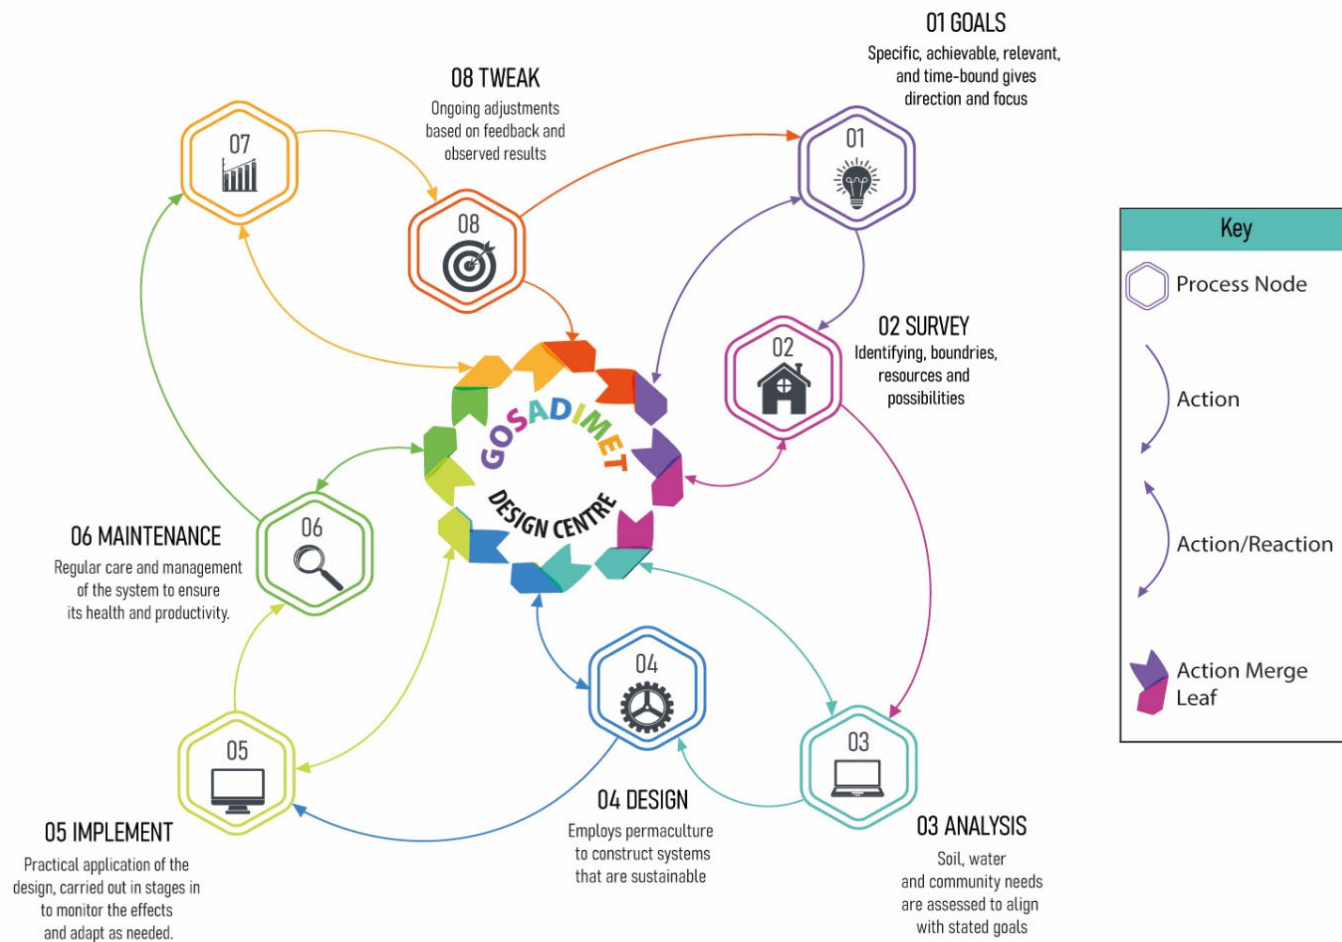 01 GOALS
Specific, achievable, relevant,
and time-bound gives
direction and focus
08 TWEAK
Ongoing adjustments
based on feedback and
observed results
07
01
08
Key
Process Node
02 SURVEY
Identifying, boundries,
resources and
possibilities
02
Action
GOSADIMET
DESIGN CENTRE
06 MAINTENANCE
Regular care and management
of the system to ensure
its health and productivity.
06
Action/Reaction
04
Action Merge
Leaf
05
03
05 IMPLEMENT
Practical application of the
design, carried out in stages in
to monitor the effects
and adapt as needed.
04 DESIGN
Employs permaculture
to construct systems
that are sustainable
03 ANALYSIS
Soil, water
and community needs
are assessed to align
with stated goals